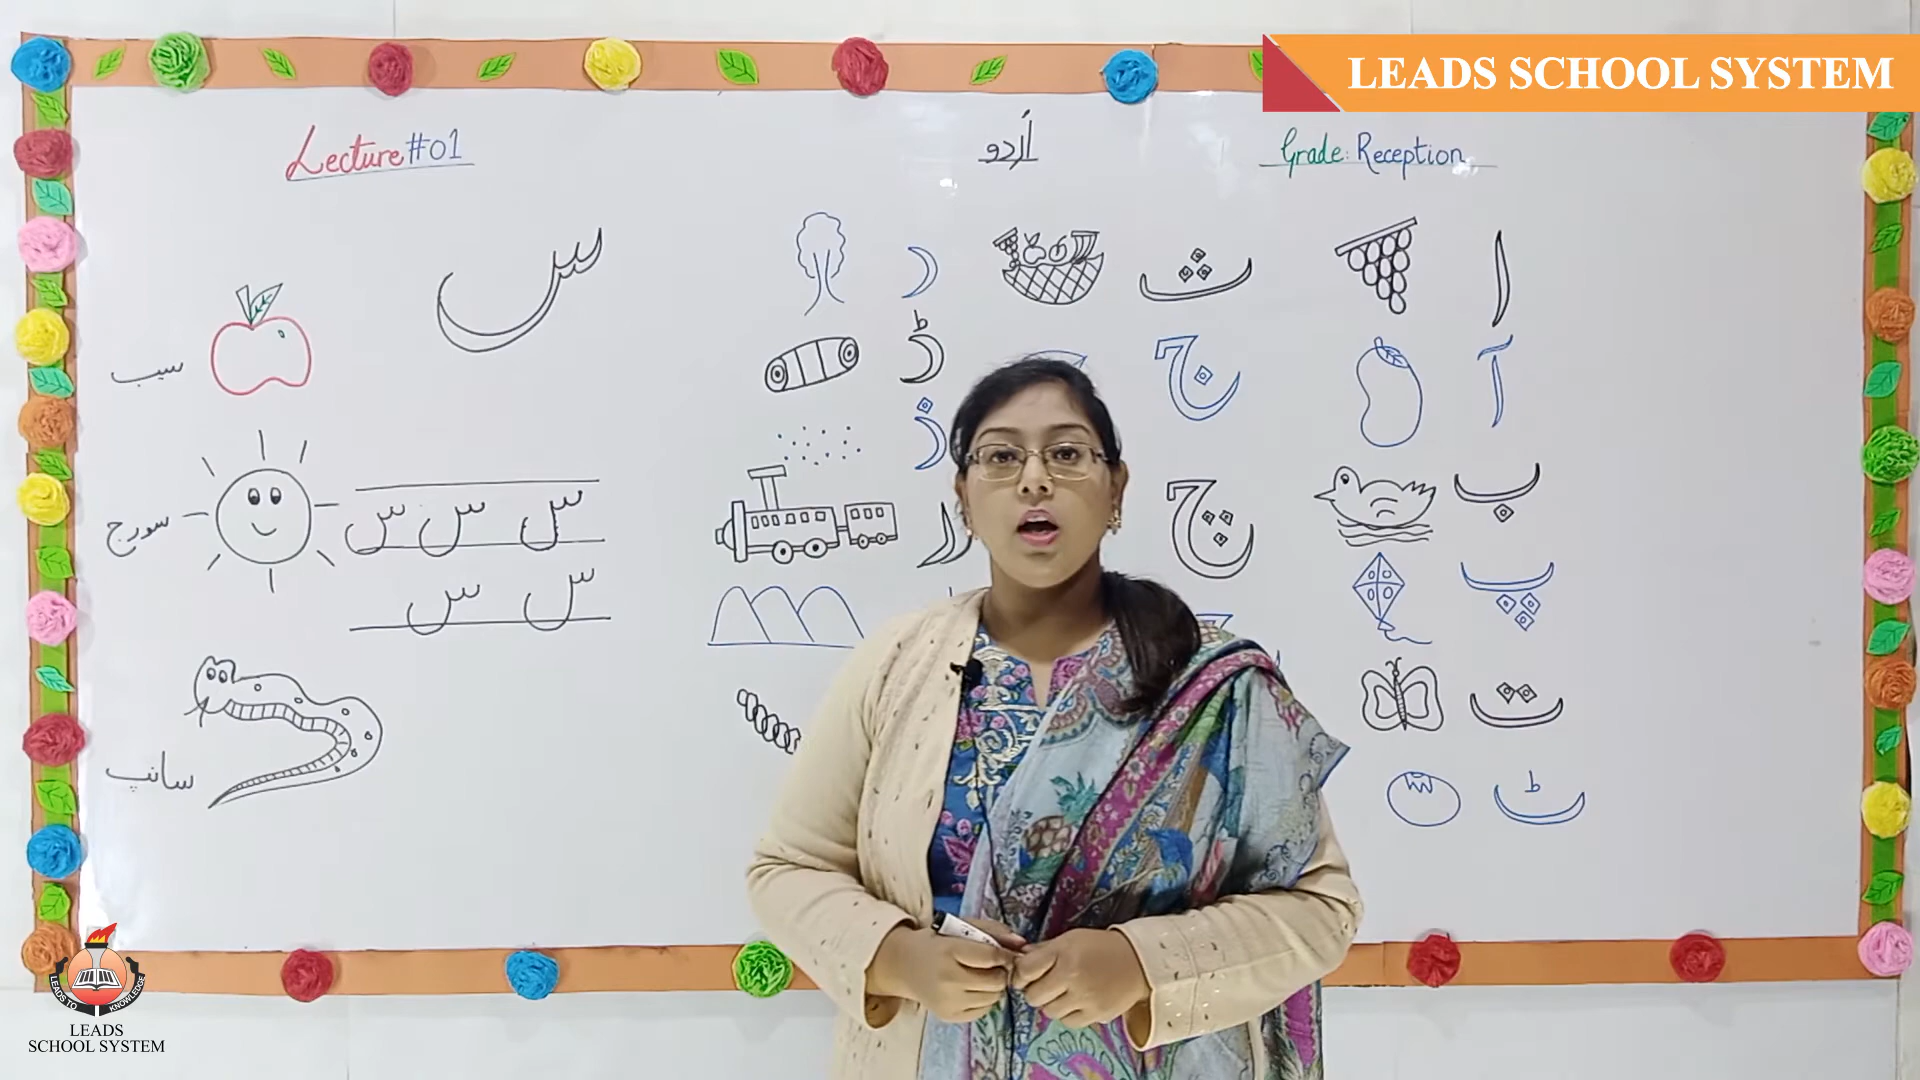 LEADS SCHOOL SYSTEM
Lecture #01
اُردو
Grade: Reception
ا
آ
ب
پ
ت
ٹ
ث
ج
چ
د
ڈ
ذ
ر
س
سیب
سورج
س س س
س س
سانپ
LEADS TO KNOWLEDGE
LEADS
SCHOOL SYSTEM